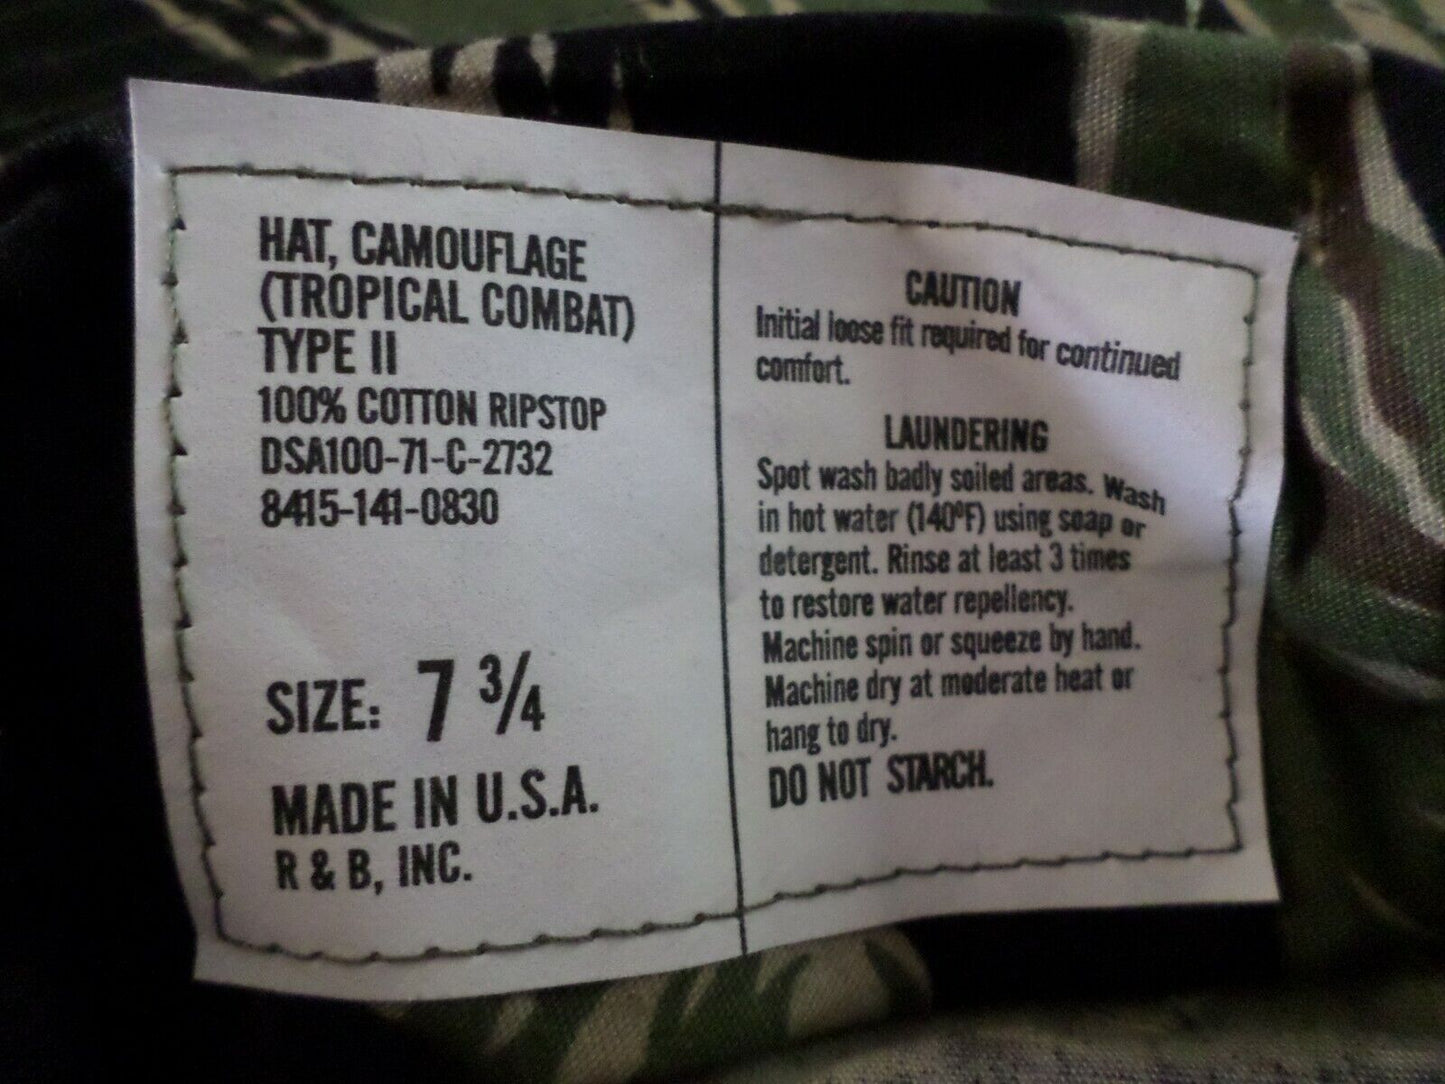 HAT, CAMOUFLAGE
(TROPICAL COMBAT)
TYPE II
100% COTTON RIPSTOP
DSA100-71-C-2732
8415-141-0830
SIZE: 7 3/4
MADE IN U.S.A.
R & B, INC.
CAUTION
Initial loose fit required for continued
comfort.
LAUNDERING
Spot wash badly soiled areas. Wash
in hot water (140°F) using soap or
detergent. Rinse at least 3 times
to restore water repellency.
Machine spin or squeeze by hand.
Machine dry at moderate heat or
hang to dry.
DO NOT STARCH.